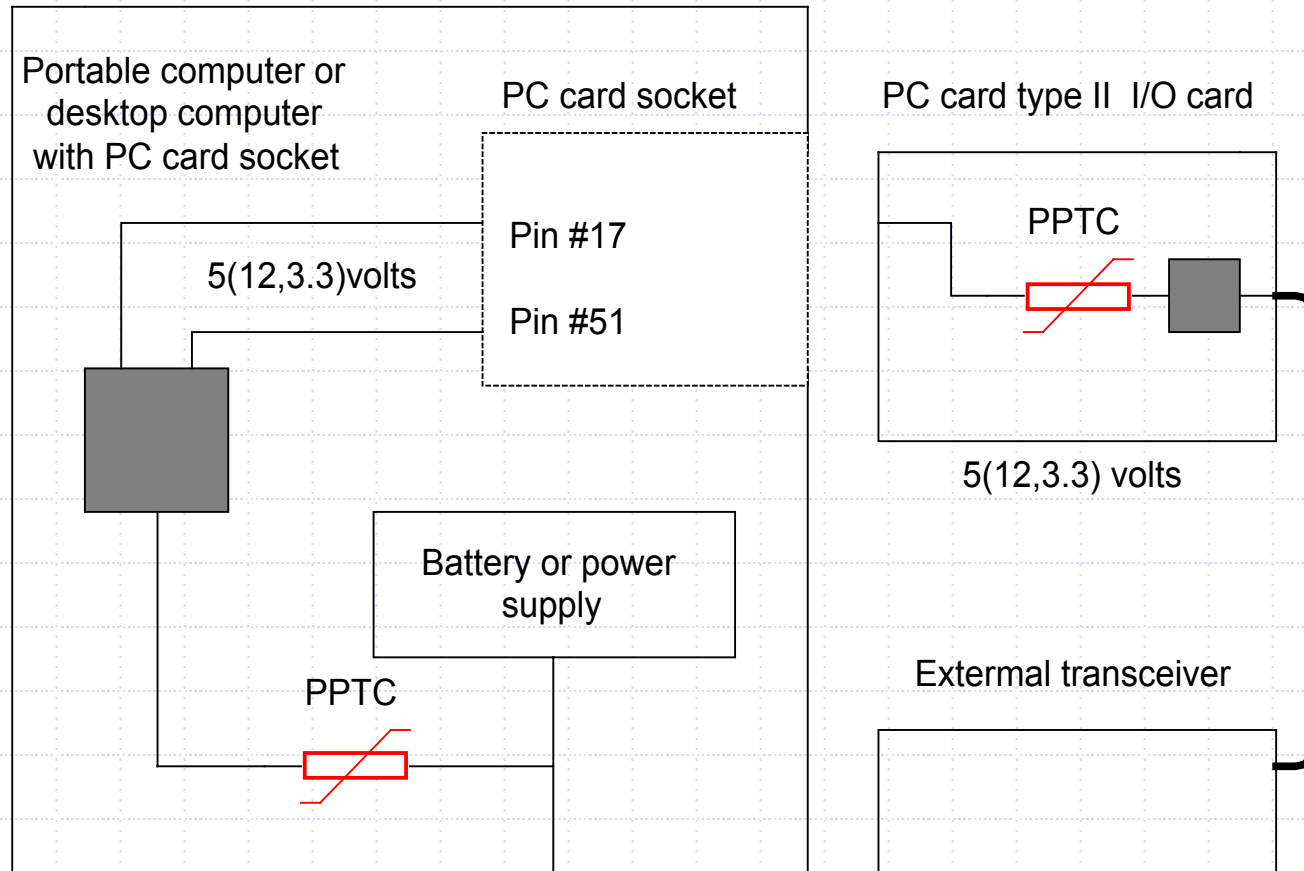 Portable computer or
desktop computer
with PC card socket
PC card socket
Pin #17
5(12,3.3)volts
Pin #51
Battery or power
supply
PPTC
PC card type II I/O card
PPTC
5(12,3.3) volts
Extermal transceiver